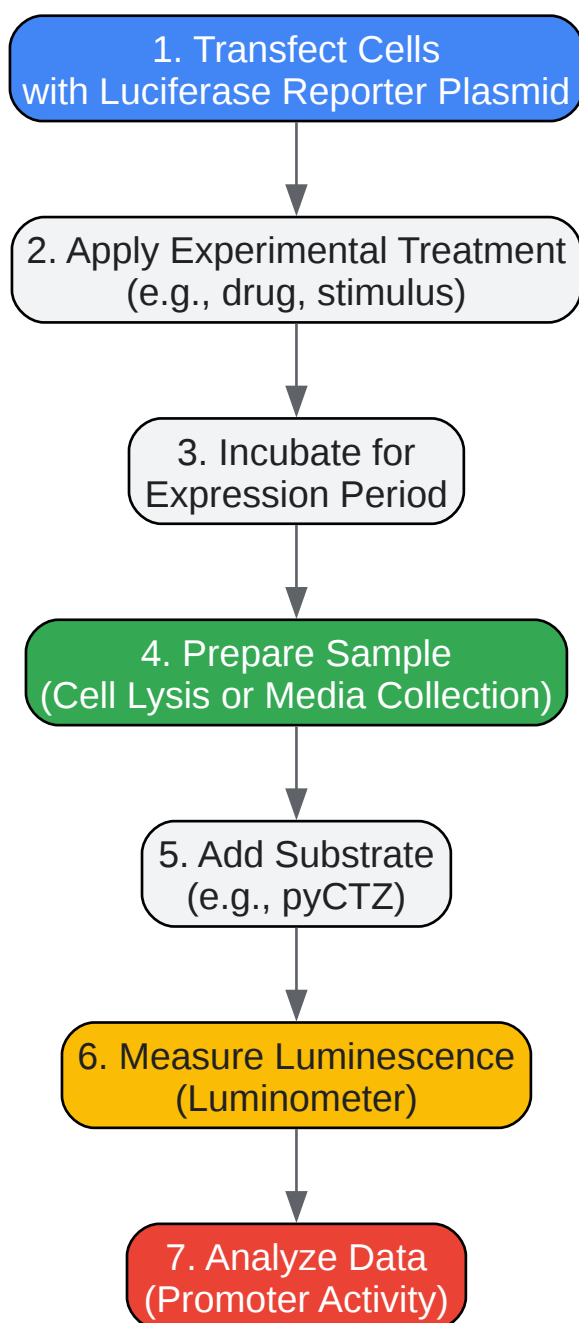 1. Transfect Cells
with Luciferase Reporter Plasmid
2. Apply Experimental Treatment
(e.g., drug, stimulus)
3. Incubate for
Expression Period
4. Prepare Sample
(Cell Lysis or Media Collection)
5. Add Substrate
(e.g., pyCTZ)
6. Measure Luminescence
(Luminometer)
7. Analyze Data
(Promoter Activity)